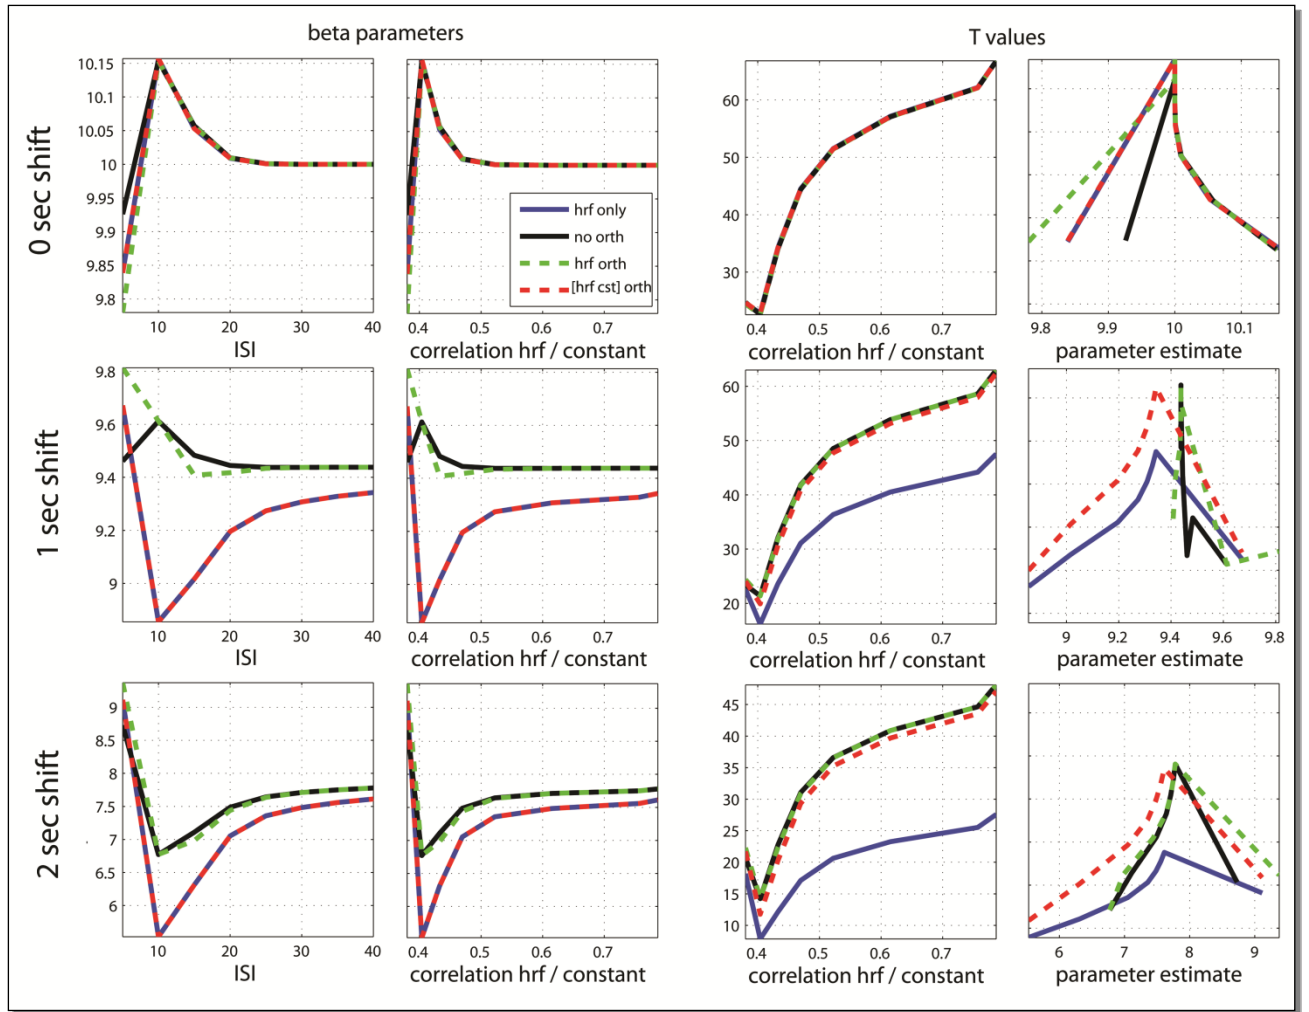 beta parameters
T values
0 sec shift
10.15
10.1
10.05
10
9.95
9.9
9.85
9.8
10 20 30 40
ISI
0.4 0.5 0.6 0.7
correlation hrf / constant
hrf only
no orth
hrf orth
[hrf cst] orth
60
50
40
30
0.4 0.5 0.6 0.7
correlation hrf / constant
9.8 9.9 10 10.1
parameter estimate
1 sec shift
9.8
9.6
9.4
9.2
9
10 20 30 40
ISI
0.4 0.5 0.6 0.7
correlation hrf / constant
60
50
40
30
20
0.4 0.5 0.6 0.7
correlation hrf / constant
9 9.2 9.4 9.6 9.8
parameter estimate
2 sec shift
9
8.5
8
7.5
7
6.5
6
10 20 30 40
ISI
0.4 0.5 0.6 0.7
correlation hrf / constant
45
40
35
30
25
20
15
10
0.4 0.5 0.6 0.7
correlation hrf / constant
6 7 8 9
parameter estimate